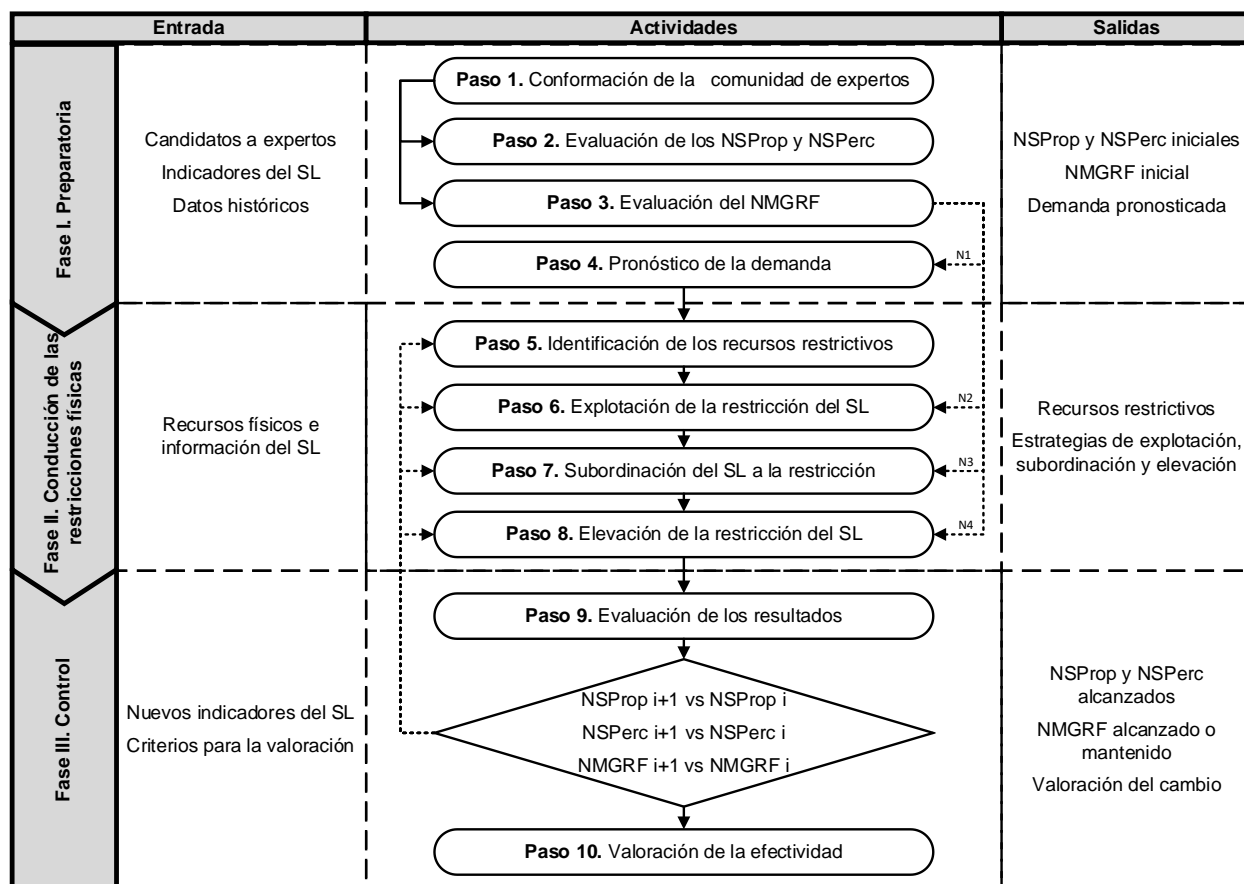 Entrada
Actividades
Salidas
Fase I. Preparatoria
Candidatos a expertos
Indicadores del SL
Datos históricos
Paso 1. Conformación de la comunidad de expertos
Paso 2. Evaluación de los NSProp y NSPerc
Paso 3. Evaluación del NMGRF
Paso 4. Pronóstico de la demanda
N1
NSProp y NSPerc iniciales
NMGRF inicial
Demanda pronosticada
Fase II. Conducción de las
restricciones físicas
Recursos físicos e
información del SL
Paso 5. Identificación de los recursos restrictivos
Paso 6. Explotación de la restricción del SL
N2
Paso 7. Subordinación del SL a la restricción
N3
Paso 8. Elevación de la restricción del SL
N4
Recursos restrictivos
Estrategias de explotación,
subordinación y elevación
Fase III. Control
Nuevos indicadores del SL
Criterios para la valoración
Paso 9. Evaluación de los resultados
NSProp i+1 vs NSProp i
NSPerc i+1 vs NSPerc i
NMGRF i+1 vs NMGRF i
Paso 10. Valoración de la efectividad
NSProp y NSPerc
alcanzados
NMGRF alcanzado o
mantenido
Valoración del cambio